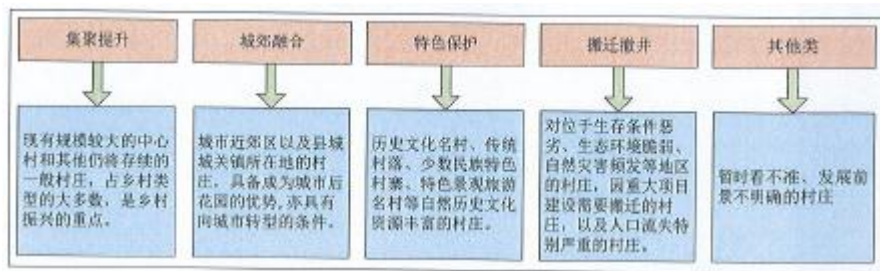 集聚提升
城郊融合
特色保护
搬迁撤并
其他类
现有规模较大的中心
村和其他仍将存续的
一般村庄，占乡村类
型的大多数，是乡村
振兴的重点。
城市近郊区以及县城
城关镇所在地的村
庄，具备成为城市后
花园的优势，亦具有
向城市转型的条件。
历史文化名村、传统
村落、少数民族特色
村寨、特色景观旅游
名村等自然历史文化
资源丰富的村庄。
对位于生存条件恶
劣、生态环境脆弱、
自然灾害频发等地区
的村庄，因重大项目
建设需要搬迁的村
庄，以及人口流失特
别严重的村庄。
暂时看不准、发展前
景不明确的村庄